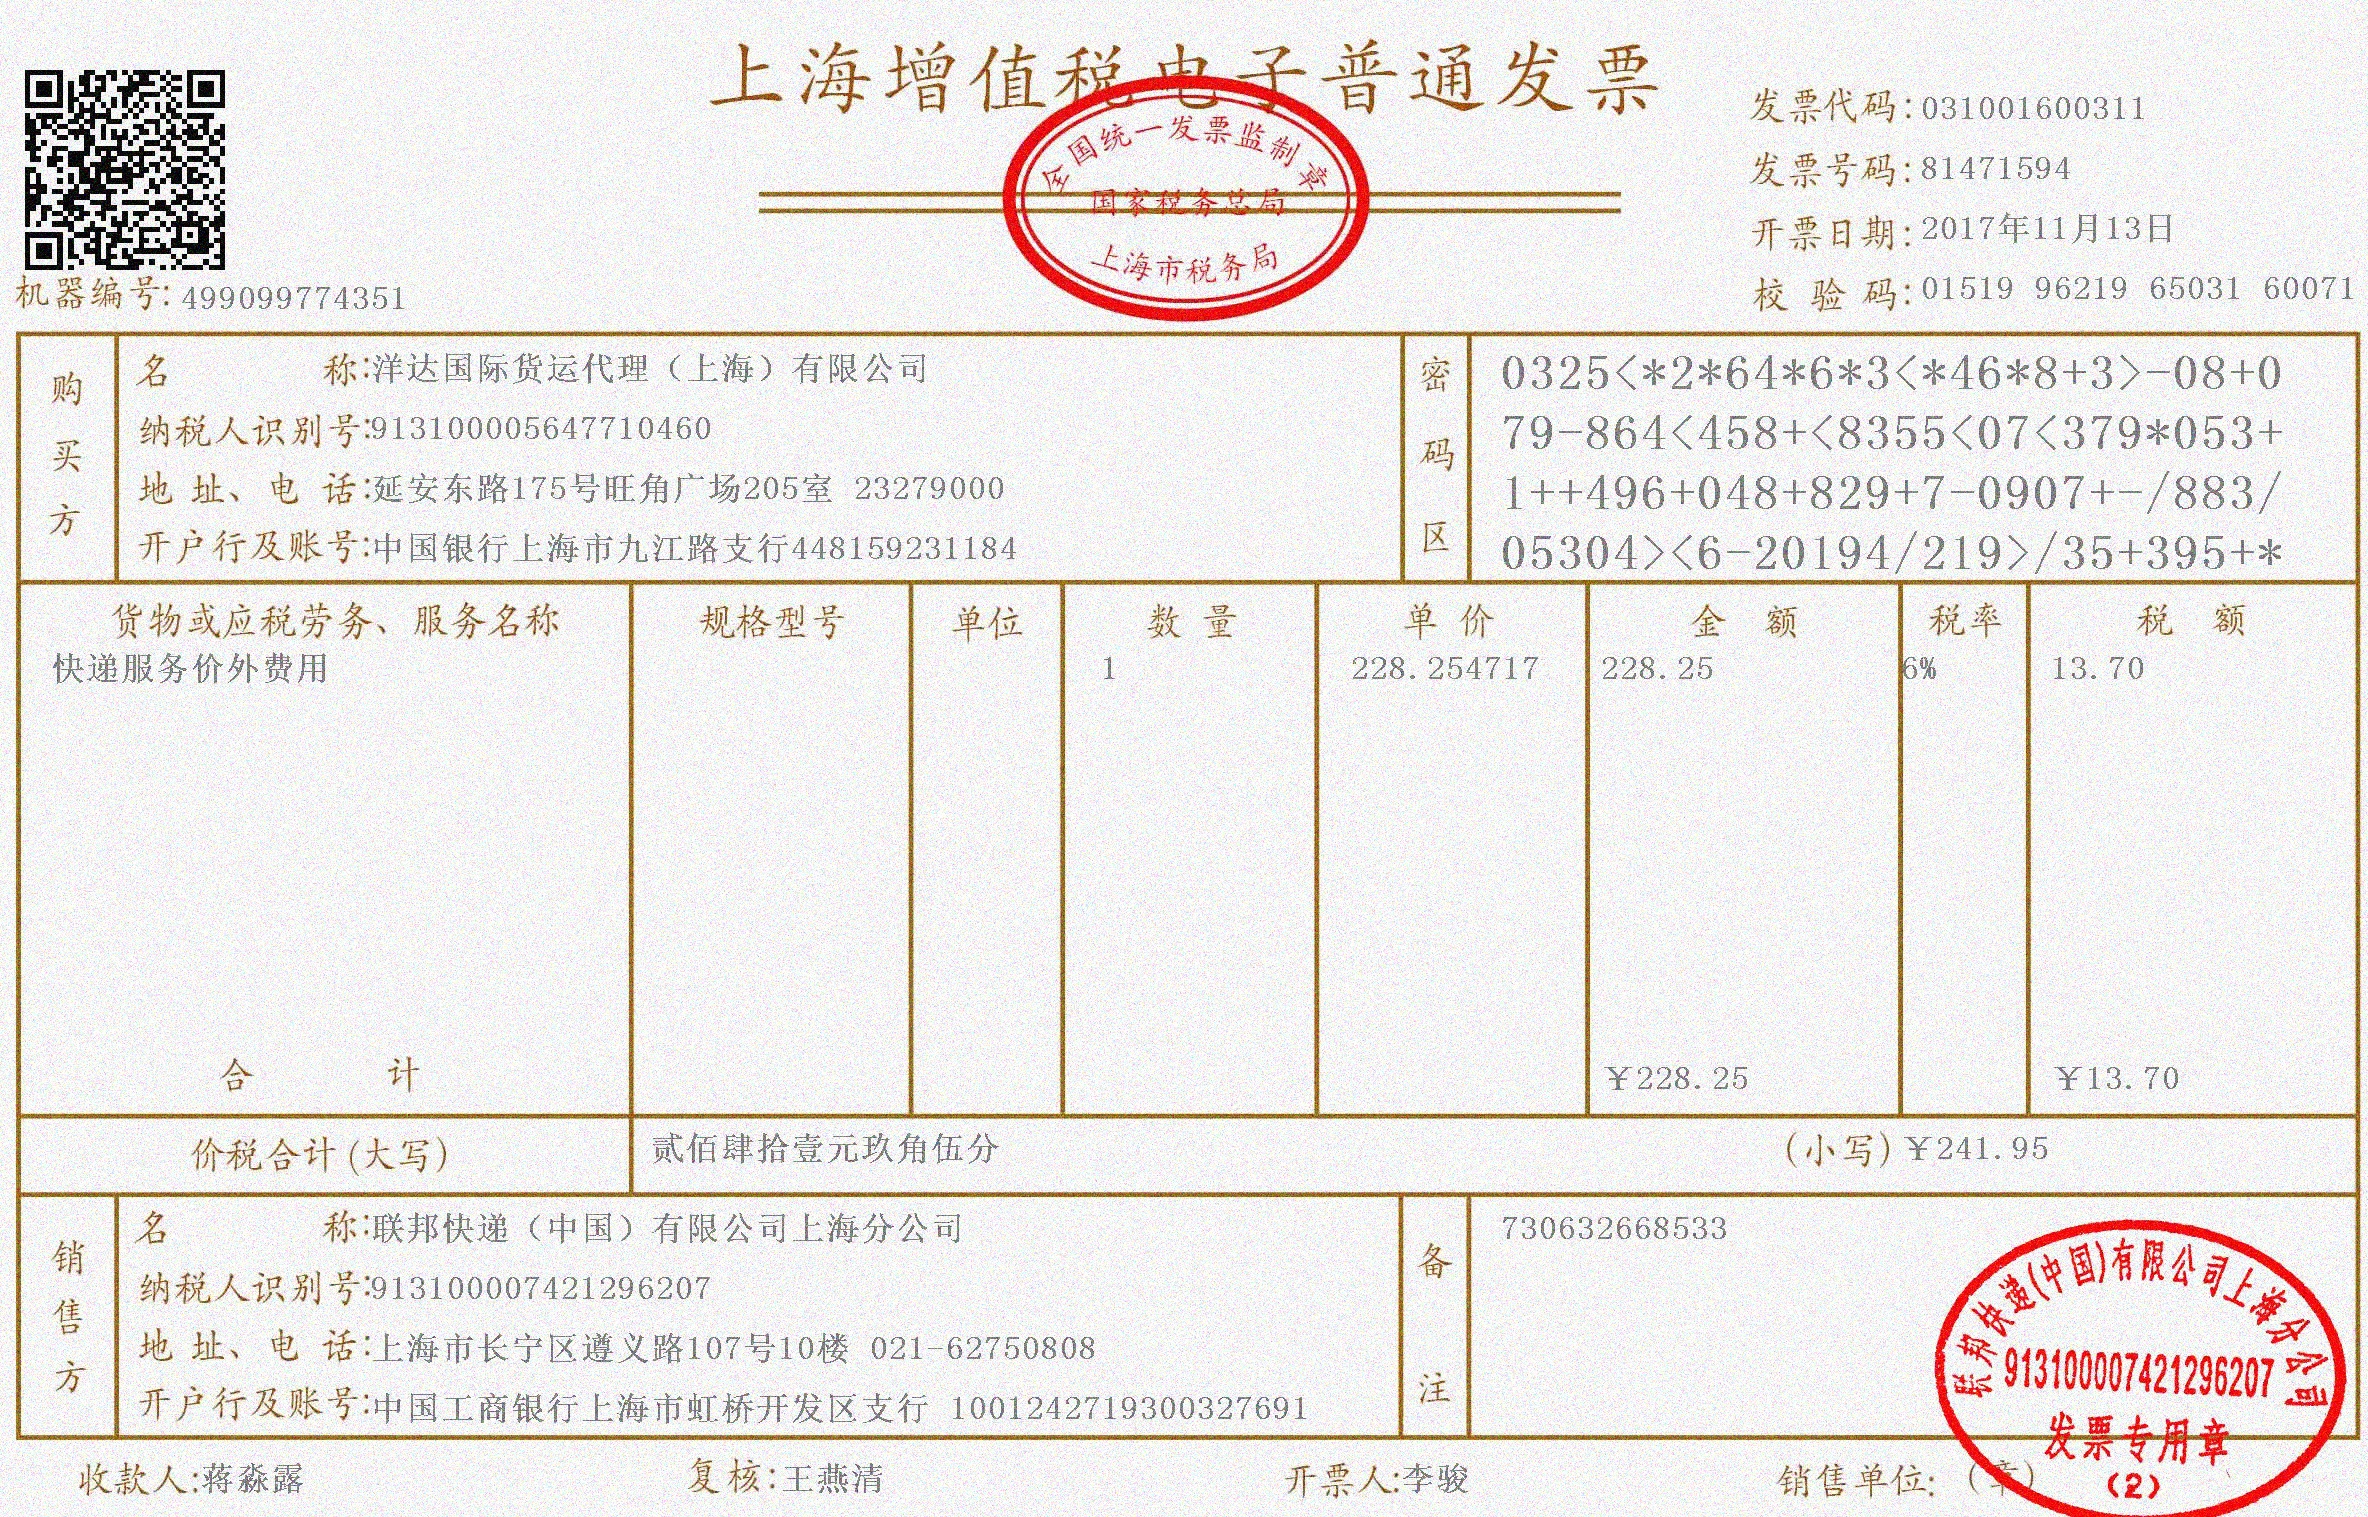 上海增值税电子普通发票
全国统一发票监制章
国家税务总局
上海市税务局
发票代码:031001600311
发票号码:81471594
开票日期:2017年11月13日
校 验 码:01519 96219 65031 60071
机器编号:499099774351
购买方
名 称:洋达国际货运代理（上海）有限公司
纳税人识别号:913100005647710460
地 址、电 话:延安东路175号旺角广场205室 23279000
开户行及账号:中国银行上海市九江路支行448159231184
密码区
0325<*2*64*6*3<*46*8+3>-08+0
79-864<458+<8355<07<379*053+
1++496+048+829+7-0907+-/883/
05304><6-20194/219>/35+395+*
货物或应税劳务、服务名称 规格型号 单位 数 量 单 价 金 额 税率 税 额
快递服务价外费用 1 228.254717 228.25 6% 13.70
合 计 ￥228.25 ￥13.70
价税合计(大写) 贰佰肆拾壹元玖角伍分 (小写)￥241.95
销售方
名 称:联邦快递（中国）有限公司上海分公司
纳税人识别号:913100007421296207
地 址、电 话:上海市长宁区遵义路107号10楼 021-62750808
开户行及账号:中国工商银行上海市虹桥开发区支行 1001242719300327691
备注
730632668533
联邦快递(中国)有限公司上海分公司
913100007421296207
发票专用章
(2)
收款人:蒋淼露 复核:王燕清 开票人:李骏 销售单位:(章)